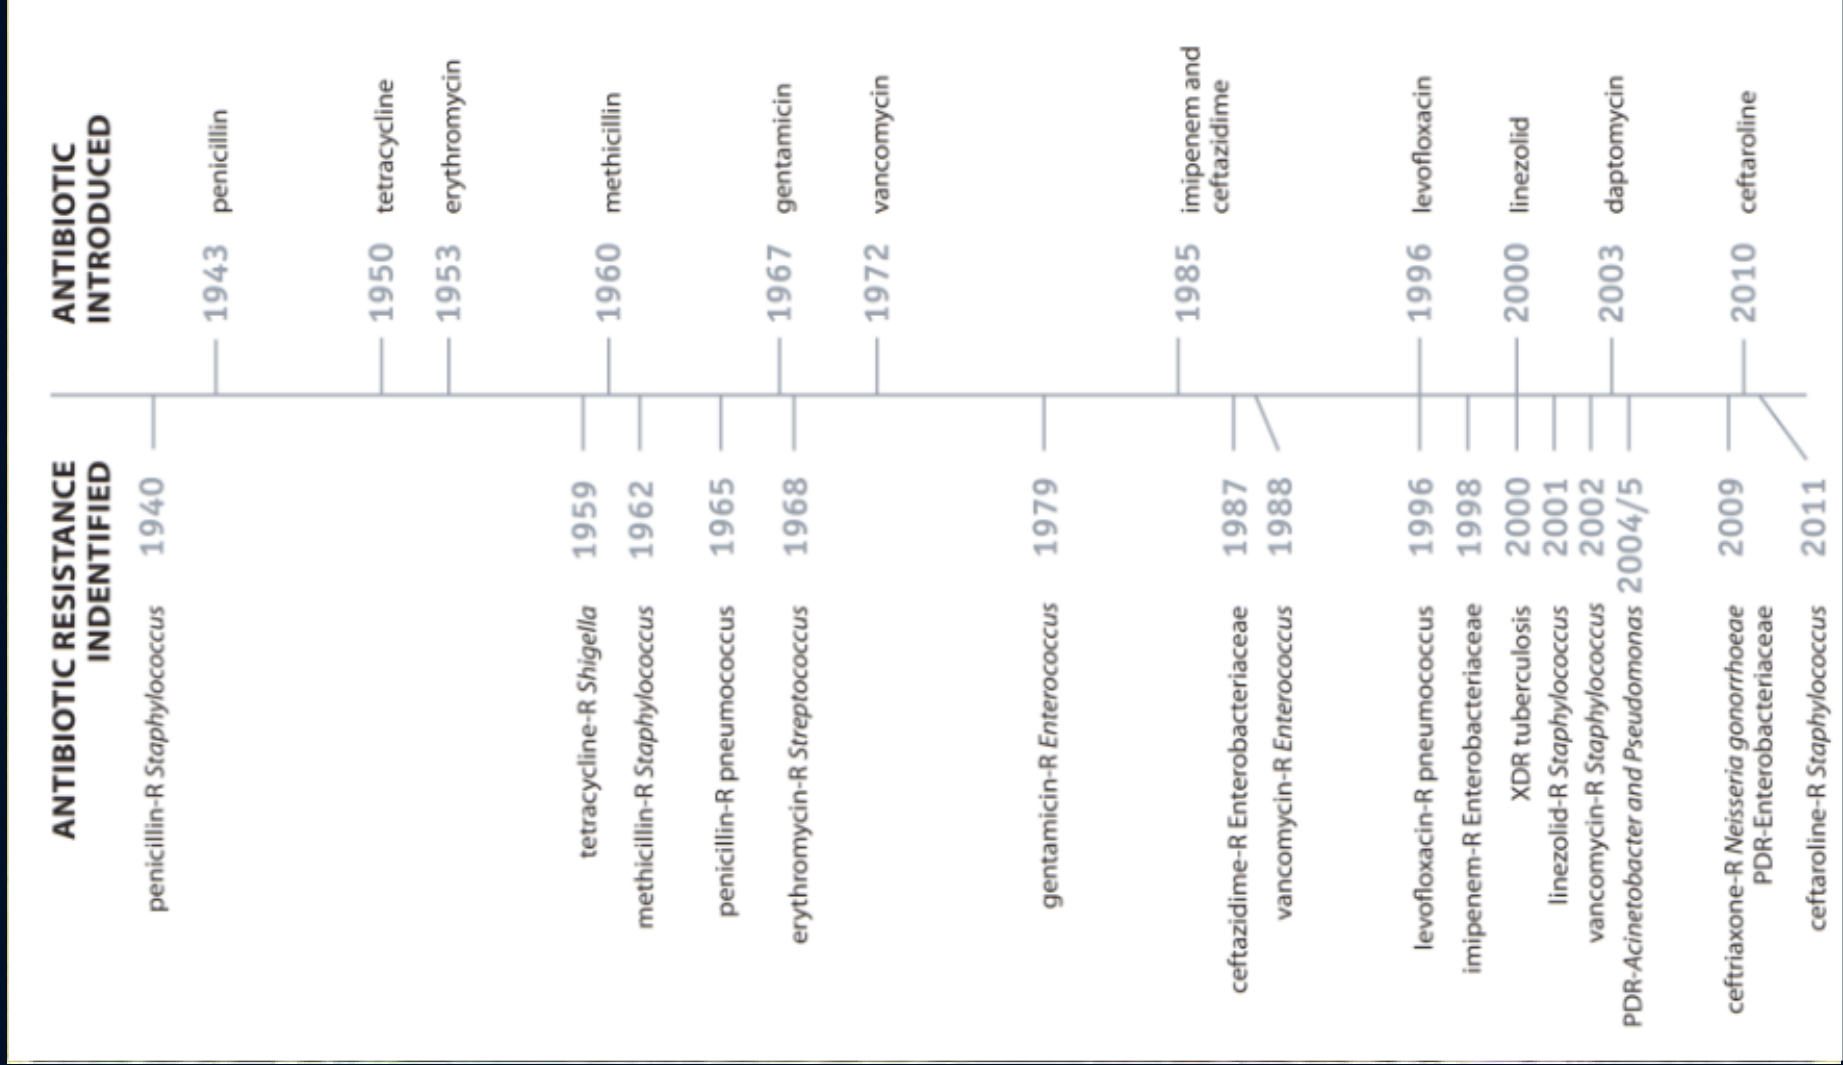 ANTIBIOTIC RESISTANCE
INDENTIFIED
penicillin-R Staphylococcus 1940
tetracycline-R Shigella 1959
methicillin-R Staphylococcus 1962
penicillin-R pneumococcus 1965
erythromycin-R Streptococcus 1968
gentamicin-R Enterococcus 1979
ceftazidime-R Enterobacteriaceae 1987
vancomycin-R Enterococcus 1988
levofloxacin-R pneumococcus 1996
imipenem-R Enterobacteriaceae 1998
XDR tuberculosis 2000
linezolid-R Staphylococcus 2001
vancomycin-R Staphylococcus 2002
PDR-Acinetobacter and Pseudomonas 2004/5
ceftriaxone-R Neisseria gonorrhoeae 2009
PDR-Enterobacteriaceae
ceftaroline-R Staphylococcus 2011
ANTIBIOTIC
INTRODUCED
1943 penicillin
1950 tetracycline
1953 erythromycin
1960 methicillin
1967 gentamicin
1972 vancomycin
1985 imipenem and
ceftazidime
1996 levofloxacin
2000 linezolid
2003 daptomycin
2010 ceftaroline